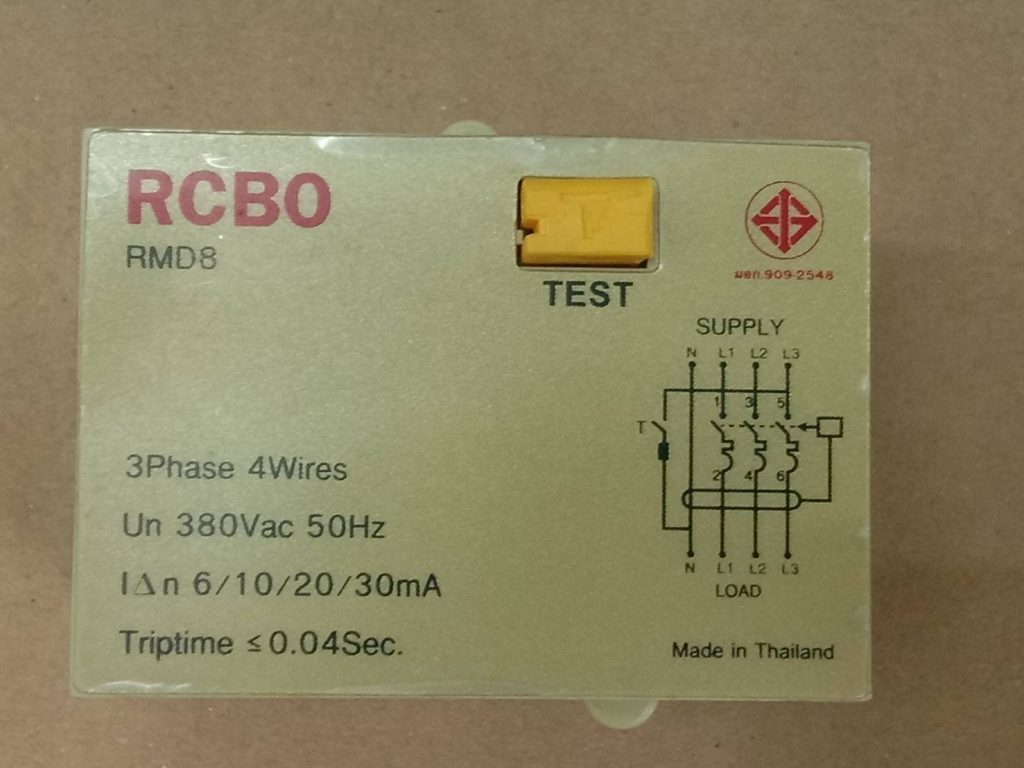 RCBO
RMD8
T
TEST
มอก.909-2548
3Phase 4Wires
Un 380Vac 50Hz
I∆n 6/10/20/30mA
Triptime ≤0.04Sec.
SUPPLY
N L1 L2 L3
1 3 5
T
2 4 6
N L1 L2 L3
LOAD
Made in Thailand